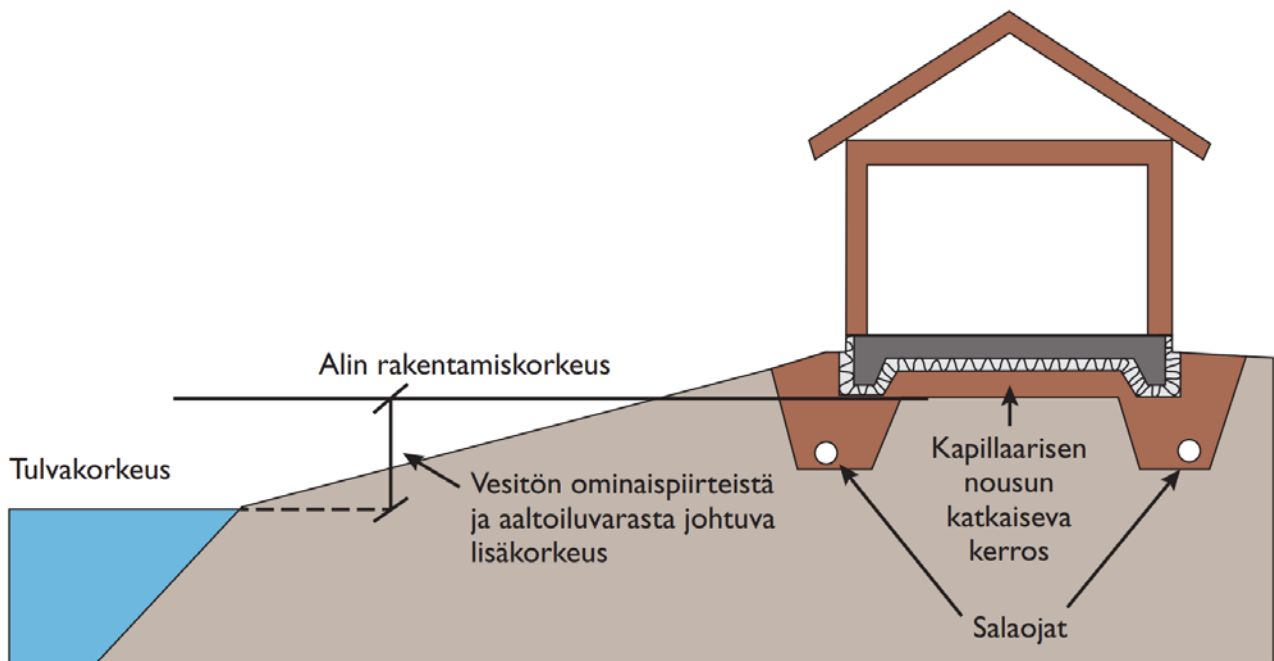 Alin rakentamiskorkeus
Tulvakorkeus
Vesitön ominaispiirteistä
ja aaltoiluvarasta johtuva
lisäkorkeus
Kapillaarisen
nousun
katkaiseva
kerros
Salaojat